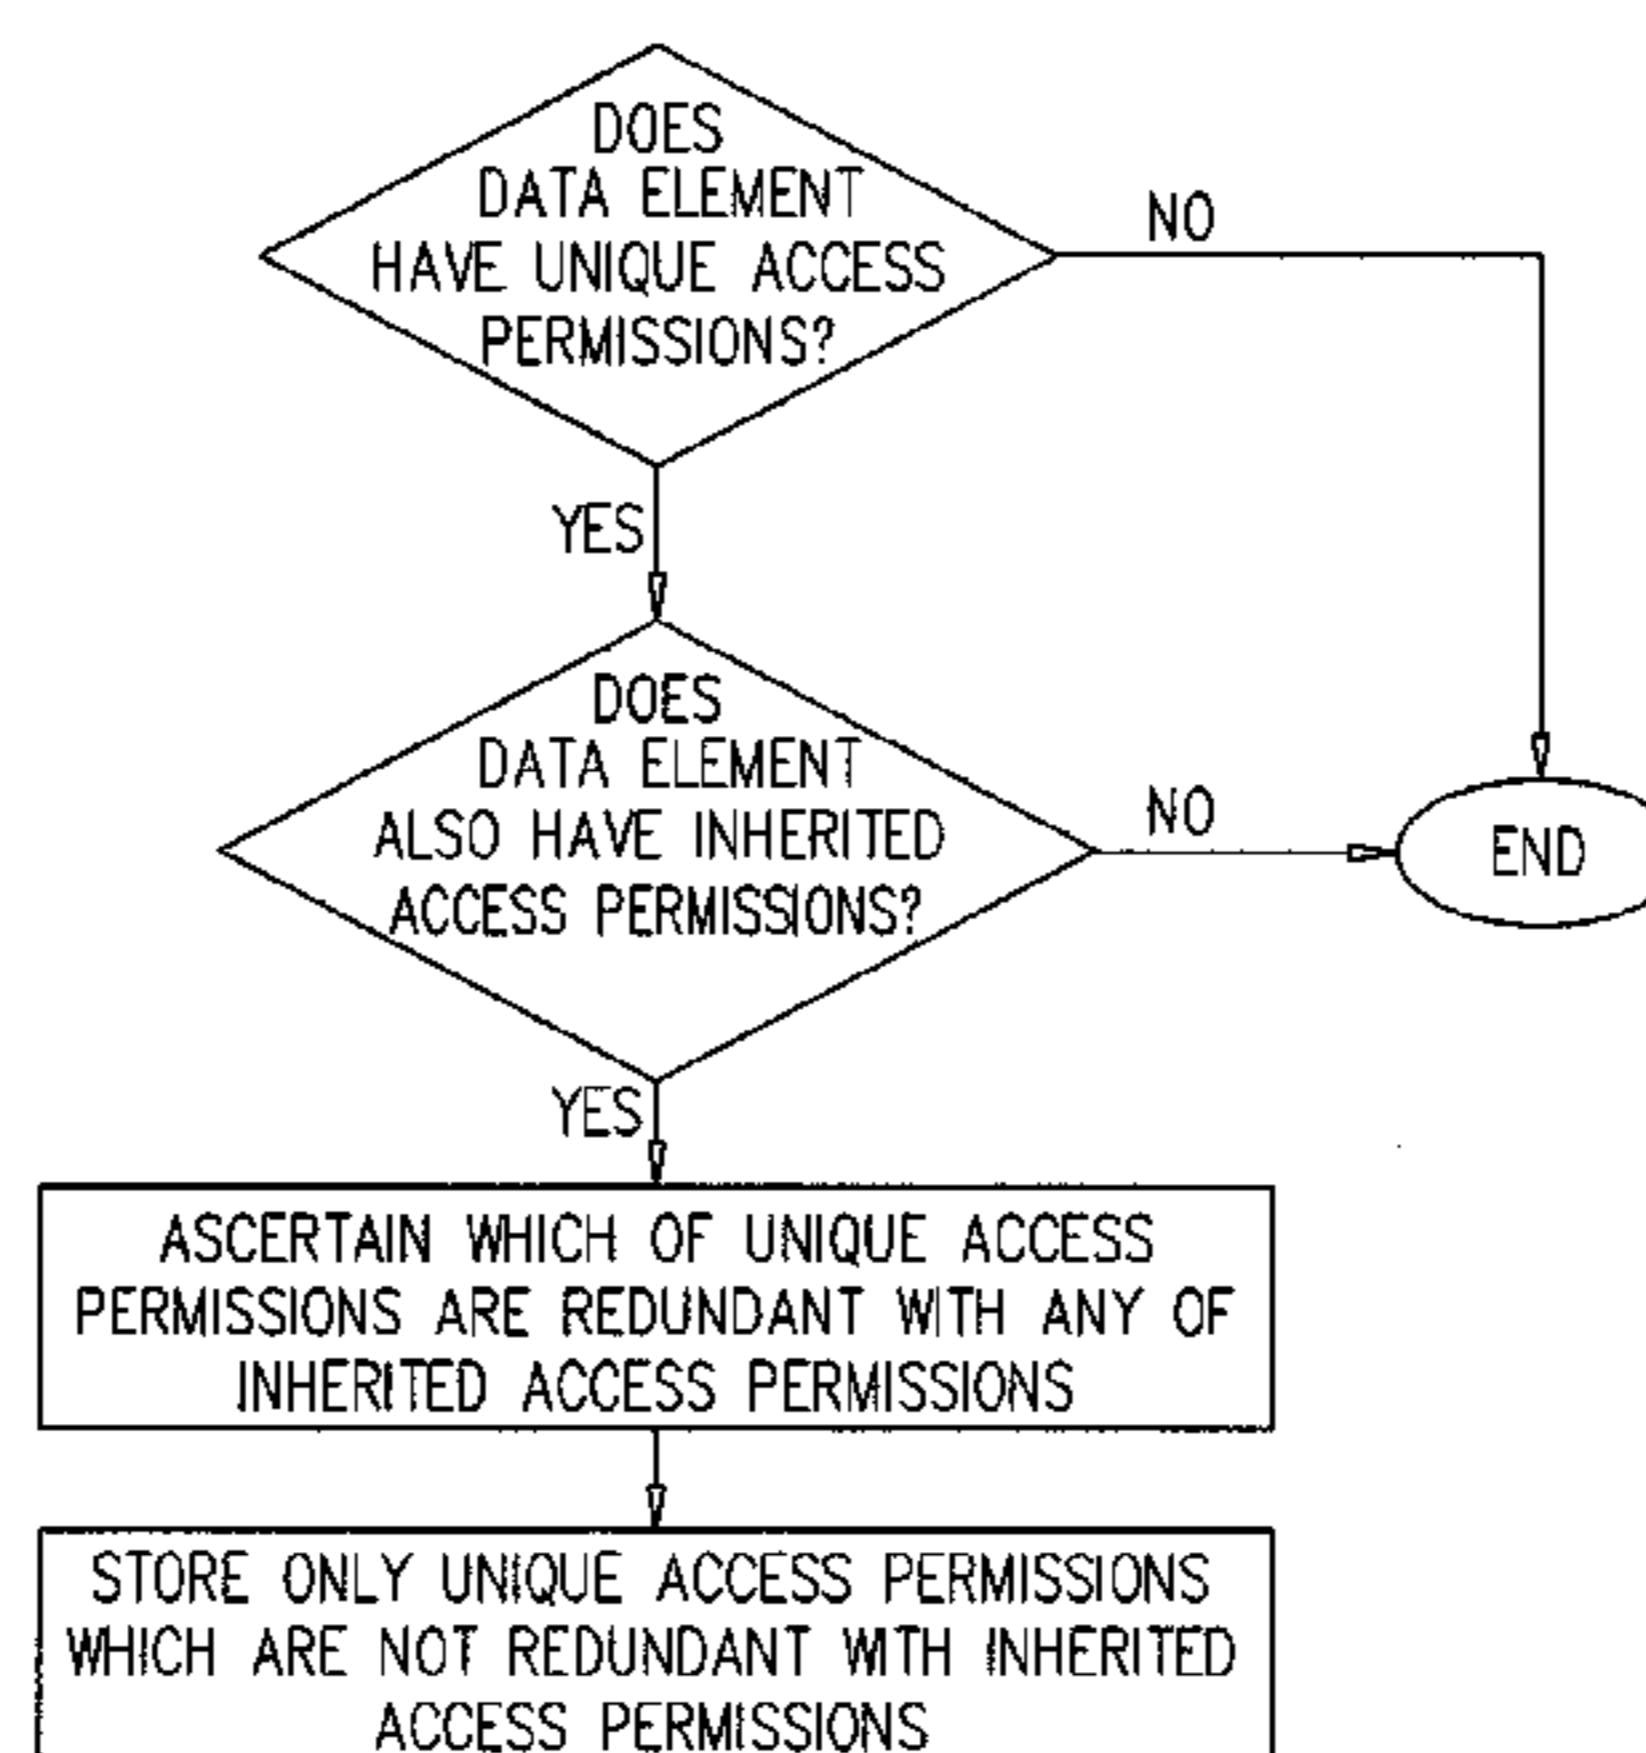 DOES
DATA ELEMENT
HAVE UNIQUE ACCESS
PERMISSIONS?
NO
YES
DOES
DATA ELEMENT
ALSO HAVE INHERITED
ACCESS PERMISSIONS?
NO
END
YES
ASCERTAIN WHICH OF UNIQUE ACCESS
PERMISSIONS ARE REDUNDANT WITH ANY OF
INHERITED ACCESS PERMISSIONS
STORE ONLY UNIQUE ACCESS PERMISSIONS
WHICH ARE NOT REDUNDANT WITH INHERITED
ACCESS PERMISSIONS